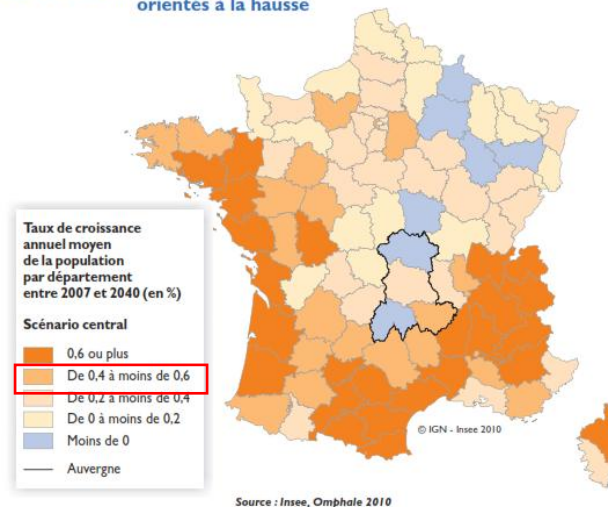 orientés à la hausse
Taux de croissance
annuel moyen
de la population
par département
entre 2007 et 2040 (en %)
Scénario central
0,6 ou plus
De 0,4 à moins de 0,6
De 0,2 à moins de 0,4
De 0 à moins de 0,2
Moins de 0
Auvergne
© IGN - Insee 2010
Source : Insee, Omphale 2010